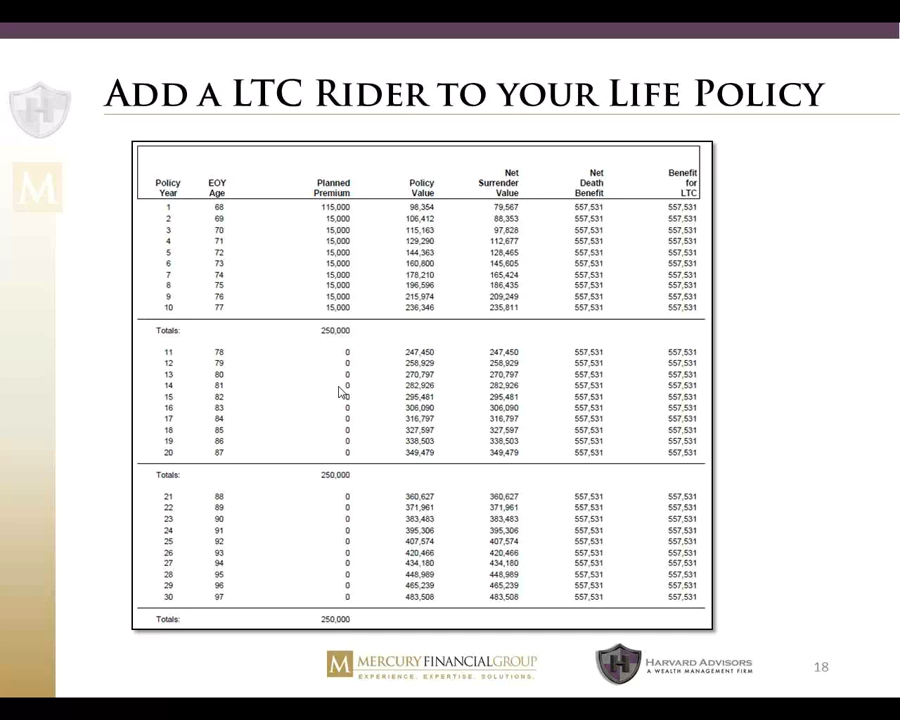 ADD A LTC RIDER TO YOUR LIFE POLICY
H
M
Policy Year EOY Age Planned Premium Policy Value Net Surrender Value Net Death Benefit Benefit for LTC
1 68 115,000 98,354 79,567 557,531 557,531
2 69 15,000 106,412 88,353 557,531 557,531
3 70 15,000 115,163 97,828 557,531 557,531
4 71 15,000 129,290 112,677 557,531 557,531
5 72 15,000 144,363 128,465 557,531 557,531
6 73 15,000 160,800 145,605 557,531 557,531
7 74 15,000 178,210 165,424 557,531 557,531
8 75 15,000 196,596 186,435 557,531 557,531
9 76 15,000 215,974 209,249 557,531 557,531
10 77 15,000 236,346 235,811 557,531 557,531
Totals: 250,000
11 78 0 247,450 247,450 557,531 557,531
12 79 0 258,929 258,929 557,531 557,531
13 80 0 270,797 270,797 557,531 557,531
14 81 0 282,926 282,926 557,531 557,531
15 82 0 295,481 295,481 557,531 557,531
16 83 0 306,090 306,090 557,531 557,531
17 84 0 316,797 316,797 557,531 557,531
18 85 0 327,597 327,597 557,531 557,531
19 86 0 338,503 338,503 557,531 557,531
20 87 0 349,479 349,479 557,531 557,531
Totals: 250,000
21 88 0 360,627 360,627 557,531 557,531
22 89 0 371,961 371,961 557,531 557,531
23 90 0 383,483 383,483 557,531 557,531
24 91 0 395,306 395,306 557,531 557,531
25 92 0 407,574 407,574 557,531 557,531
26 93 0 420,466 420,466 557,531 557,531
27 94 0 434,180 434,180 557,531 557,531
28 95 0 448,989 448,989 557,531 557,531
29 96 0 465,239 465,239 557,531 557,531
30 97 0 483,508 483,508 557,531 557,531
Totals: 250,000
M MERCURY FINANCIAL GROUP
EXPERIENCE. EXPERTISE. SOLUTIONS.
H HARVARD ADVISORS
A WEALTH MANAGEMENT FIRM
18